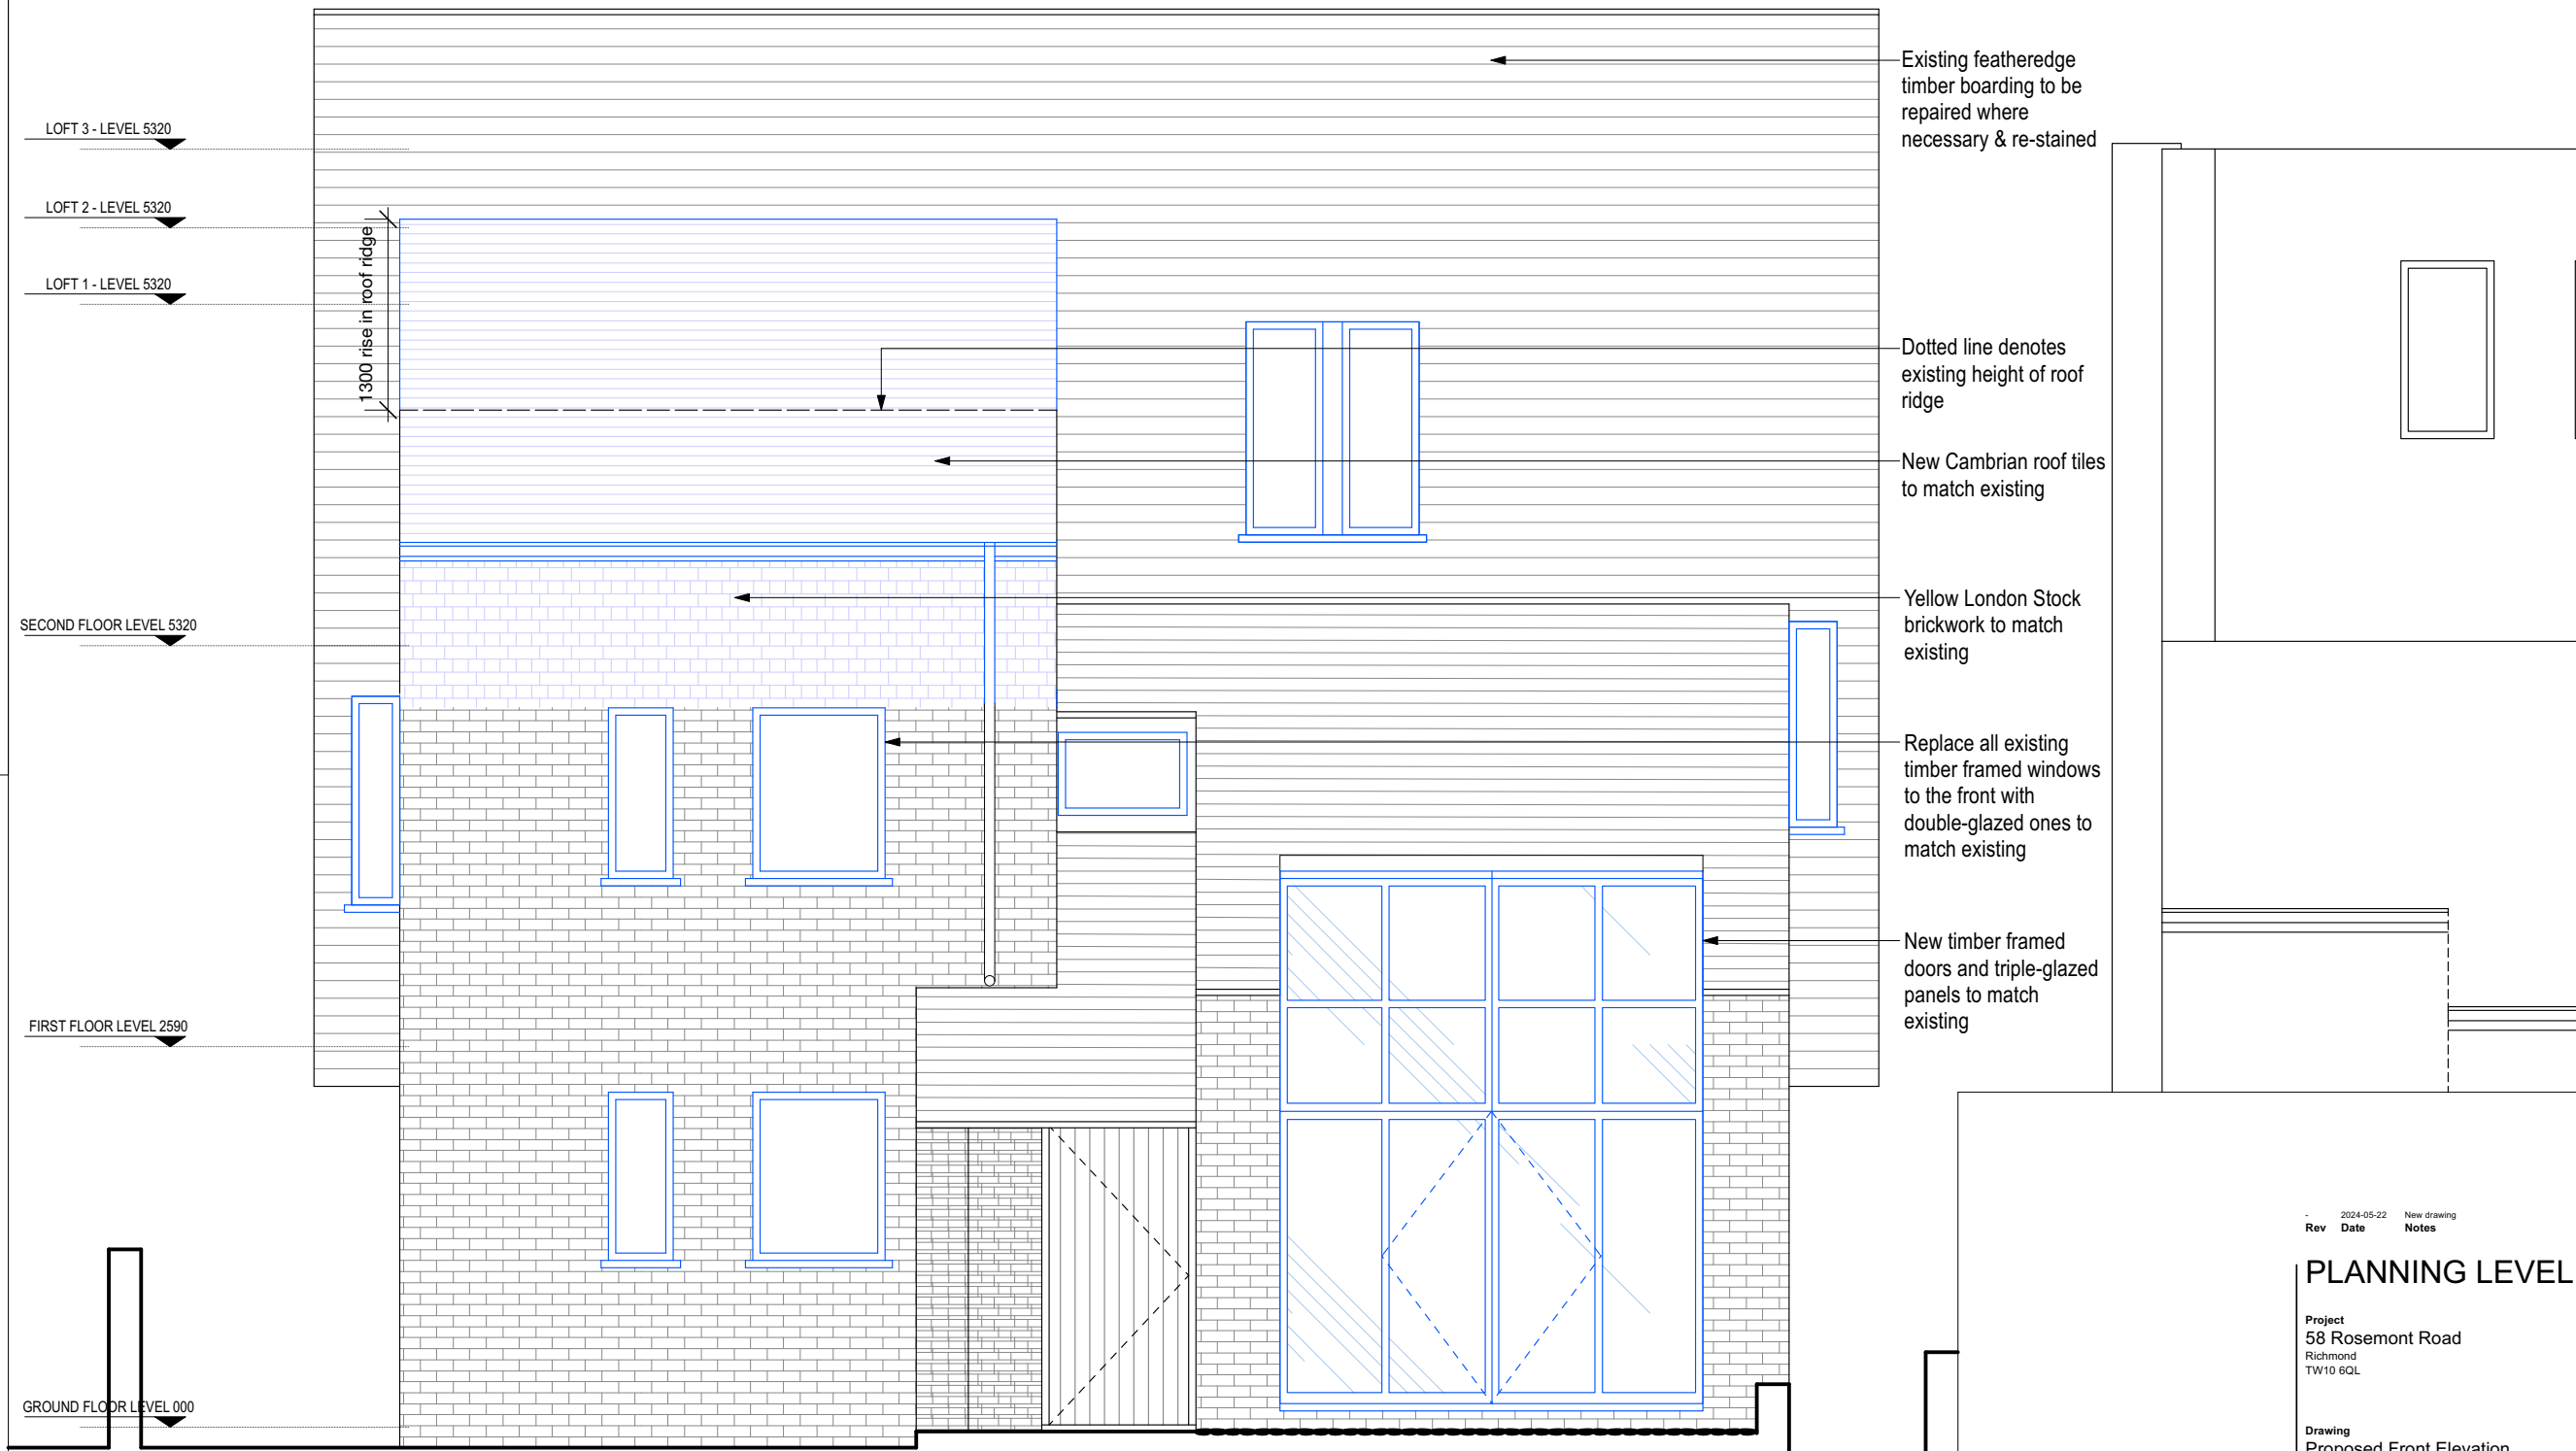 LOFT 3 - LEVEL 5320
LOFT 2 - LEVEL 5320
LOFT 1 - LEVEL 5320
1300 rise in roof ridge
SECOND FLOOR LEVEL 5320
FIRST FLOOR LEVEL 2590
GROUND FLOOR LEVEL 000
Existing featheredge
timber boarding to be
repaired where
necessary & re-stained
Dotted line denotes
existing height of roof
ridge
New Cambrian roof tiles
to match existing
Yellow London Stock
brickwork to match
existing
Replace all existing
timber framed windows
to the front with
double-glazed ones to
match existing
New timber framed
doors and triple-glazed
panels to match
existing
- 2024-05-22 New drawing
Rev Date Notes
PLANNING LEVEL
Project
58 Rosemont Road
Richmond
TW10 6QL
Drawing
Proposed Front Elevation